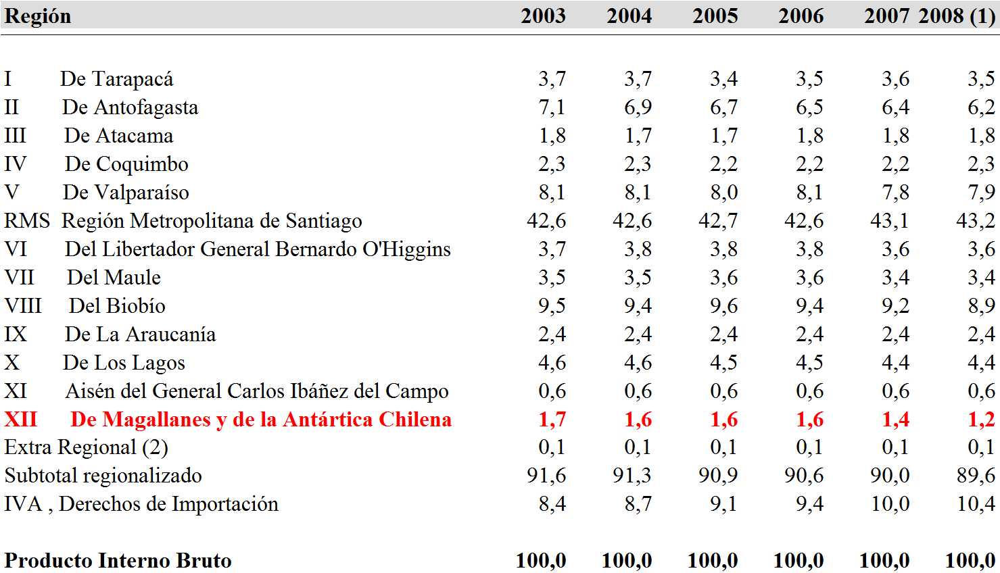 Región 2003 2004 2005 2006 2007 2008 (1)
I De Tarapacá 3,7 3,7 3,4 3,5 3,6 3,5
II De Antofagasta 7,1 6,9 6,7 6,5 6,4 6,2
III De Atacama 1,8 1,7 1,7 1,8 1,8 1,8
IV De Coquimbo 2,3 2,3 2,2 2,2 2,2 2,3
V De Valparaíso 8,1 8,1 8,0 8,1 7,8 7,9
RMS Región Metropolitana de Santiago 42,6 42,6 42,7 42,6 43,1 43,2
VI Del Libertador General Bernardo O'Higgins 3,7 3,8 3,8 3,8 3,6 3,6
VII Del Maule 3,5 3,5 3,6 3,6 3,4 3,4
VIII Del Biobío 9,5 9,4 9,6 9,4 9,2 8,9
IX De La Araucanía 2,4 2,4 2,4 2,4 2,4 2,4
X De Los Lagos 4,6 4,6 4,5 4,5 4,4 4,4
XI Aisén del General Carlos Ibáñez del Campo 0,6 0,6 0,6 0,6 0,6 0,6
XII De Magallanes y de la Antártica Chilena 1,7 1,6 1,6 1,6 1,4 1,2
Extra Regional (2) 0,1 0,1 0,1 0,1 0,1 0,1
Subtotal regionalizado 91,6 91,3 90,9 90,6 90,0 89,6
IVA , Derechos de Importación 8,4 8,7 9,1 9,4 10,0 10,4
Producto Interno Bruto 100,0 100,0 100,0 100,0 100,0 100,0